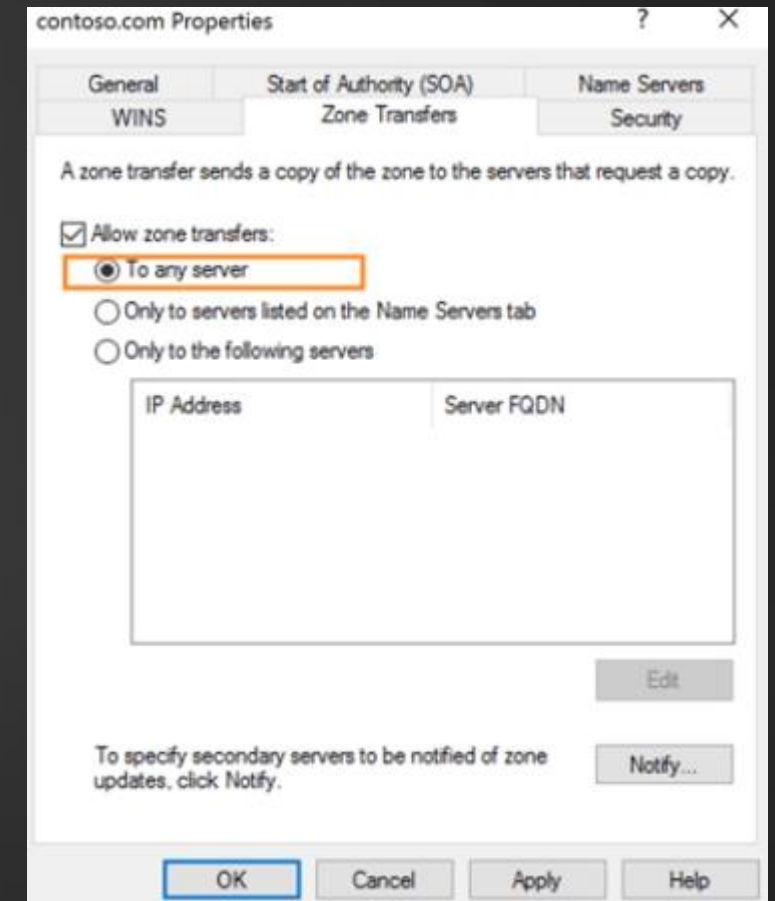 contoso.com Properties ? X
General Start of Authority (SOA) Name Servers
WINS Zone Transfers Security
A zone transfer sends a copy of the zone to the servers that request a copy.
Allow zone transfers:
To any server
Only to servers listed on the Name Servers tab
Only to the following servers
IP Address Server FQDN
Edit
To specify secondary servers to be notified of zone
updates, click Notify.
Notify...
OK Cancel Apply Help